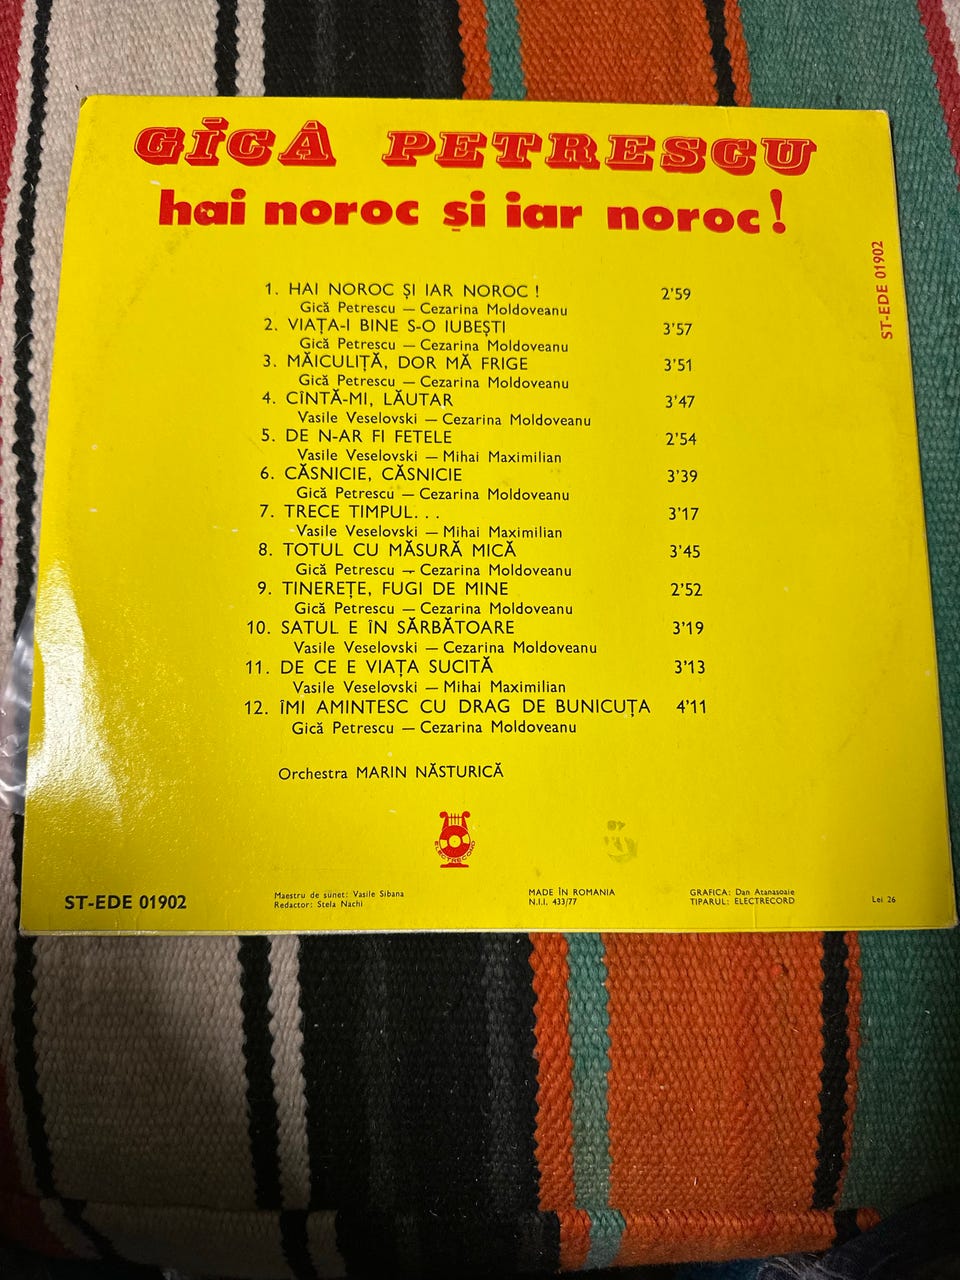 GĪCÂ PETRESCU
hai noroc și iar noroc!
ST-EDE 01902
1. HAI NOROC ȘI IAR NOROC! 2'59
Gică Petrescu — Cezarina Moldoveanu
2. VIAȚA-I BINE S-O IUBEȘTI 3'57
Gică Petrescu — Cezarina Moldoveanu
3. MĂICULIȚĂ, DOR MĂ FRIGE 3'51
Gică Petrescu — Cezarina Moldoveanu
4. CÎNTĂ-MI, LĂUTAR 3'47
Vasile Veselovski — Cezarina Moldoveanu
5. DE N-AR FI FETELE 2'54
Vasile Veselovski — Mihai Maximilian
6. CĂSNICIE, CĂSNICIE 3'39
Gică Petrescu — Cezarina Moldoveanu
7. TRECE TIMPUL... 3'17
Vasile Veselovski — Mihai Maximilian
8. TOTUL CU MĂSURĂ MICĂ 3'45
Gică Petrescu — Cezarina Moldoveanu
9. TINEREȚE, FUGI DE MINE 2'52
Gică Petrescu — Cezarina Moldoveanu
10. SATUL E ÎN SĂRBĂTOARE 3'19
Vasile Veselovski — Cezarina Moldoveanu
11. DE CE E VIAȚA SUCITĂ 3'13
Vasile Veselovski — Mihai Maximilian
12. ÎMI AMINTESC CU DRAG DE BUNICUȚA 4'11
Gică Petrescu — Cezarina Moldoveanu
Orchestra MARIN NĂSTURICĂ
ELECTRECORD
ST-EDE 01902
Maestru de sunet: Vasile Sibana
Redactor: Stela Nachi
MADE ÎN ROMANIA
N.I.I. 433/77
GRAFICA: Dan Atanasoaie
TIPARUL: ELECTRECORD
Lei 26